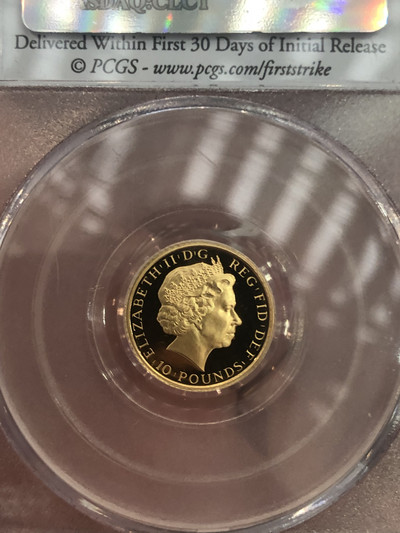 Delivered Within First 30 Days of Initial Release
© PCGS - www.pcgs.com/firststrike
ELIZABETH·II·D·G REG·FID·DEF
·10·POUNDS·